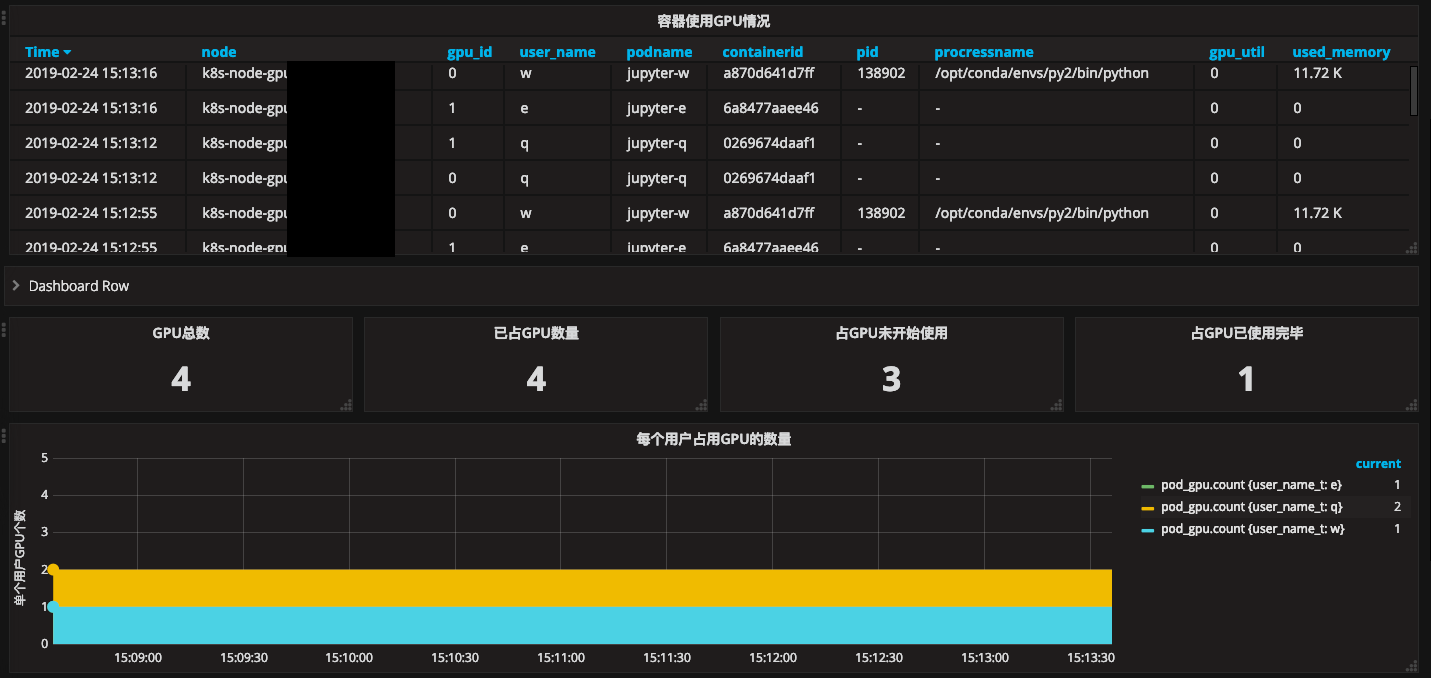 容器使用GPU情况
Time node gpu_id user_name podname containerid pid procressname gpu_util used_memory
2019-02-24 15:13:16 k8s-node-gpu 0 w jupyter-w a870d641d7ff 138902 /opt/conda/envs/py2/bin/python 0 11.72 K
2019-02-24 15:13:16 k8s-node-gpu 1 e jupyter-e 6a8477aaee46 - - 0 0
2019-02-24 15:13:12 k8s-node-gpu 1 q jupyter-q 0269674daaf1 - - 0 0
2019-02-24 15:13:12 k8s-node-gpu 0 q jupyter-q 0269674daaf1 - - 0 0
2019-02-24 15:12:55 k8s-node-gpu 0 w jupyter-w a870d641d7ff 138902 /opt/conda/envs/py2/bin/python 0 11.72 K
2019-02-24 15:12:55 k8s-node-gpu 1 e jupyter-e 6a8477aaee46 - - 0 0
Dashboard Row
GPU总数
4
已占GPU数量
4
占GPU未开始使用
3
占GPU已使用完毕
1
每个用户占用GPU的数量
单个用户GPU个数
5
4
3
2
1
0
15:09:00 15:09:30 15:10:00 15:10:30 15:11:00 15:11:30 15:12:00 15:12:30 15:13:00 15:13:30
current
pod_gpu.count {user_name_t: e} 1
pod_gpu.count {user_name_t: q} 2
pod_gpu.count {user_name_t: w} 1